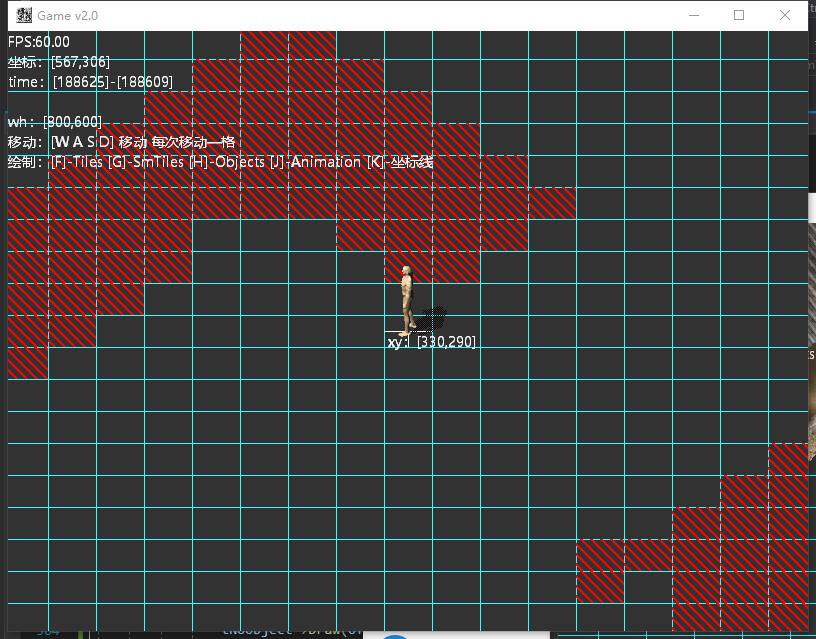 Game v2.0
FPS:60.00
坐标：[567,306]
time：[188625]-[188609]
wh：[800,600]
移动：[W A S D] 移动 每次移动一格
绘制：[F]-Tiles [G]-SmTiles [H]-Objects [J]-Animation [K]-坐标线
xy：[330,290]